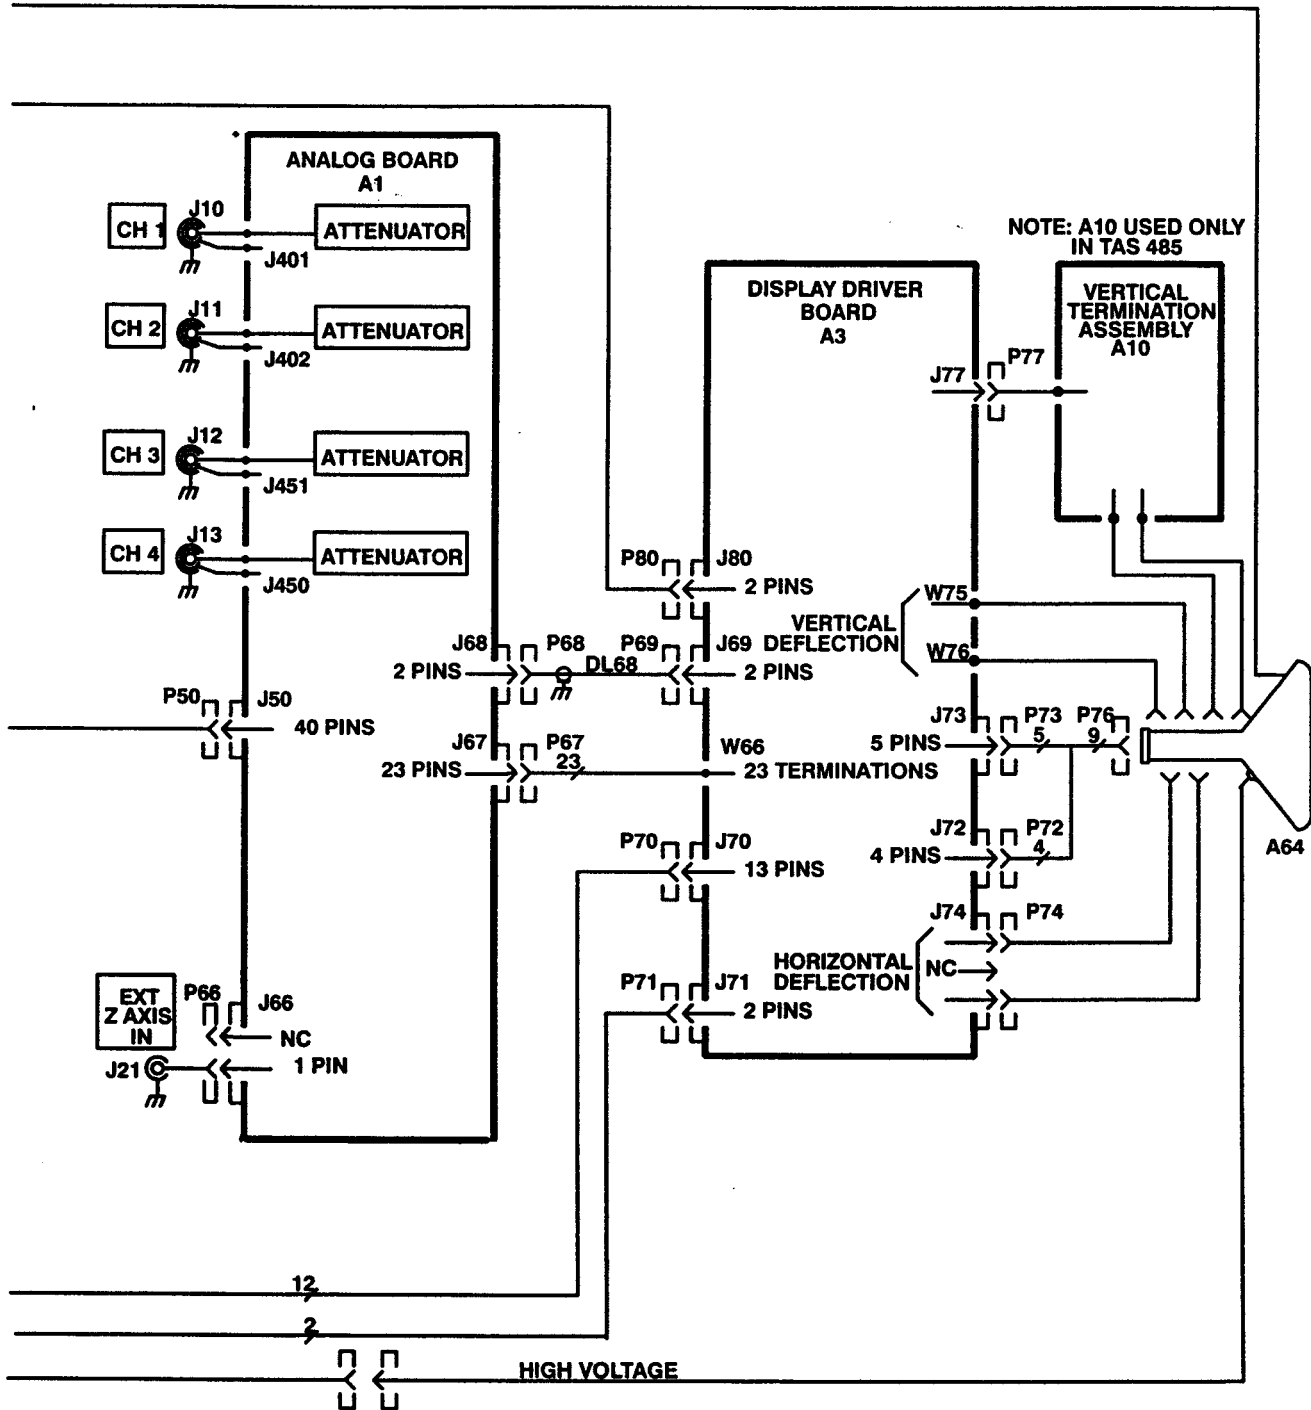 ANALOG BOARD
A1
CH 1
J10
ATTENUATOR
J401
CH 2
J11
ATTENUATOR
J402
CH 3
J12
ATTENUATOR
J451
CH 4
J13
ATTENUATOR
J450
NOTE: A10 USED ONLY
IN TAS 485
DISPLAY DRIVER
BOARD
A3
VERTICAL
TERMINATION
ASSEMBLY
A10
J77
P77
P80
J80
2 PINS
W75
VERTICAL
DEFLECTION
W76
J68
P68
2 PINS
DL68
P69
J69
2 PINS
P50
J50
40 PINS
J67
P67
23 PINS
23
W66
23 TERMINATIONS
J73
P73
5 PINS
5
P76
9
P70
J70
13 PINS
J72
P72
4 PINS
4
A64
J74
P74
HORIZONTAL
DEFLECTION
NC
P71
J71
2 PINS
EXT
Z AXIS
IN
P66
J66
NC
J21
1 PIN
12
2
HIGH VOLTAGE